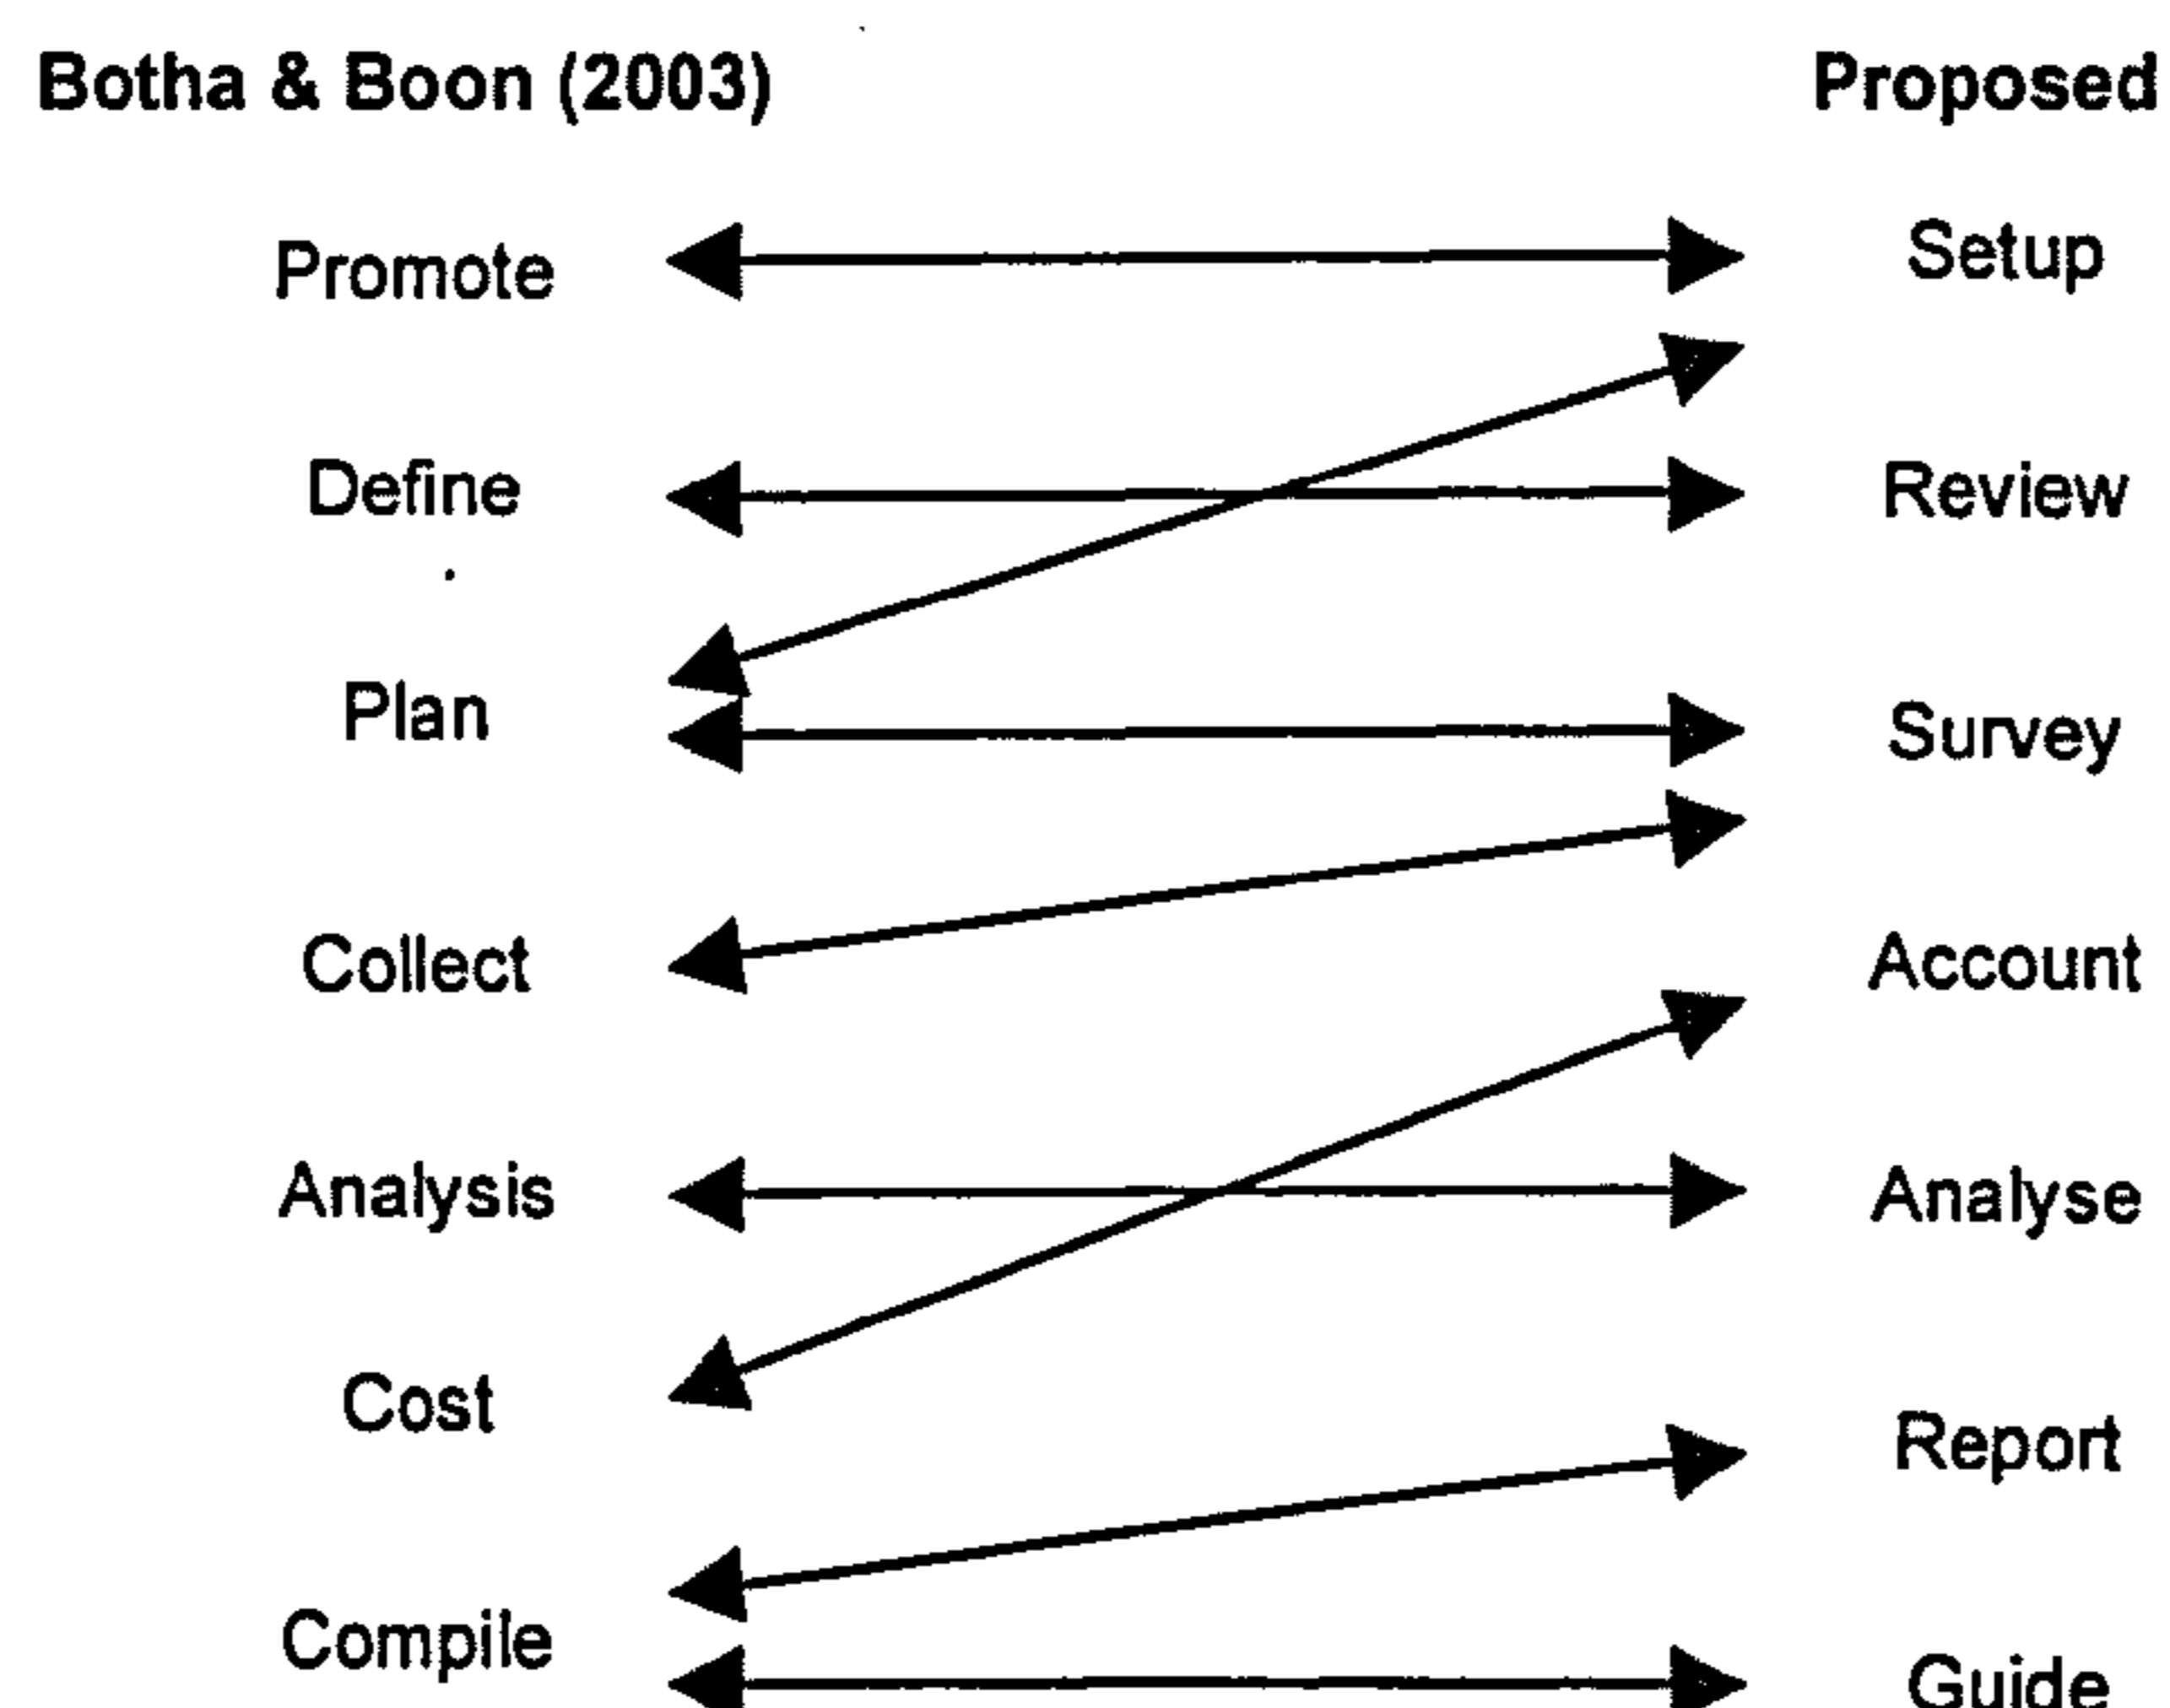 Botha & Boon (2003) Proposed
Promote Setup
Define Review
Plan Survey
Collect Account
Analysis Analyse
Cost Report
Compile Guide